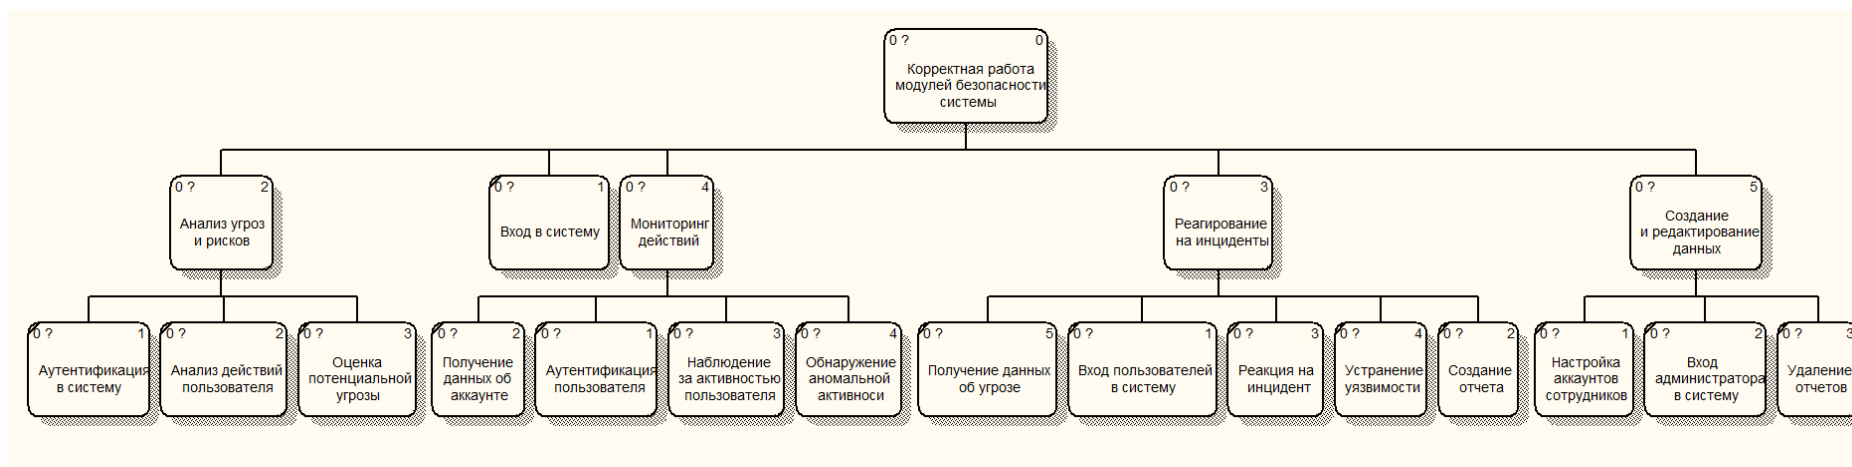 0 ? 0
Корректная работа
модулей безопасности
системы
0 ? 2
Анализ угроз
и рисков
0 ? 1
Вход в систему
0 ? 4
Мониторинг
действий
0 ? 3
Реагирование
на инциденты
0 ? 5
Создание
и редактирование
данных
0 ? 1
Аутентификация
в систему
0 ? 2
Анализ действий
пользователя
0 ? 3
Оценка
потенциальной
угрозы
0 ? 2
Получение
данных об
аккаунте
0 ? 1
Аутентификация
пользователя
0 ? 3
Наблюдение
за активностью
пользователя
0 ? 4
Обнаружение
аномальной
активноси
0 ? 5
Получение данных
об угрозе
0 ? 1
Вход пользователей
в систему
0 ? 3
Реакция на
инцидент
0 ? 4
Устранение
уязвимости
0 ? 2
Создание
отчета
0 ? 1
Настройка
аккаунтов
сотрудников
0 ? 2
Вход
администратора
в систему
0 ? 3
Удаление
отчетов